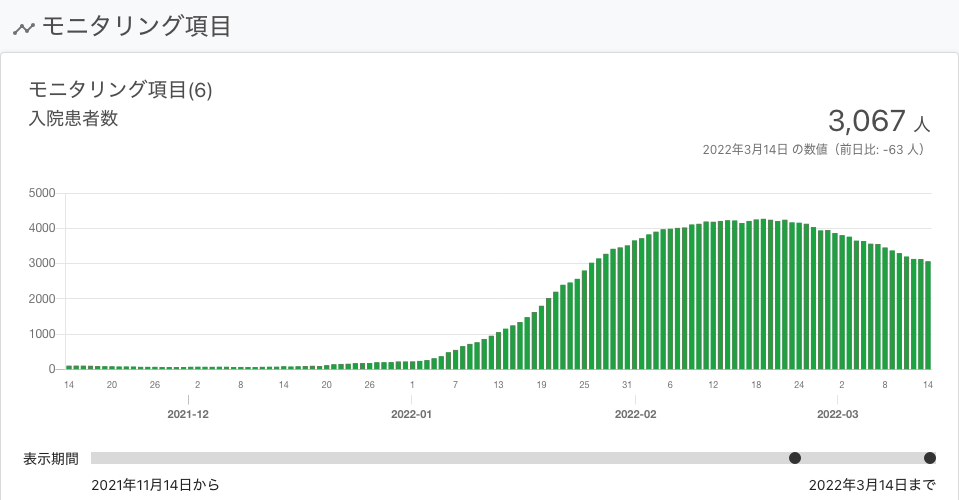 モニタリング項目
モニタリング項目(6)
入院患者数
3,067 人
2022年3月14日 の数値（前日比: -63 人）
5000
4000
3000
2000
1000
0
14 20 26 2 8 14 20 26 1 7 13 19 25 31 6 12 18 24 2 8 14
2021-12 2022-01 2022-02 2022-03
表示期間
2021年11月14日から 2022年3月14日まで